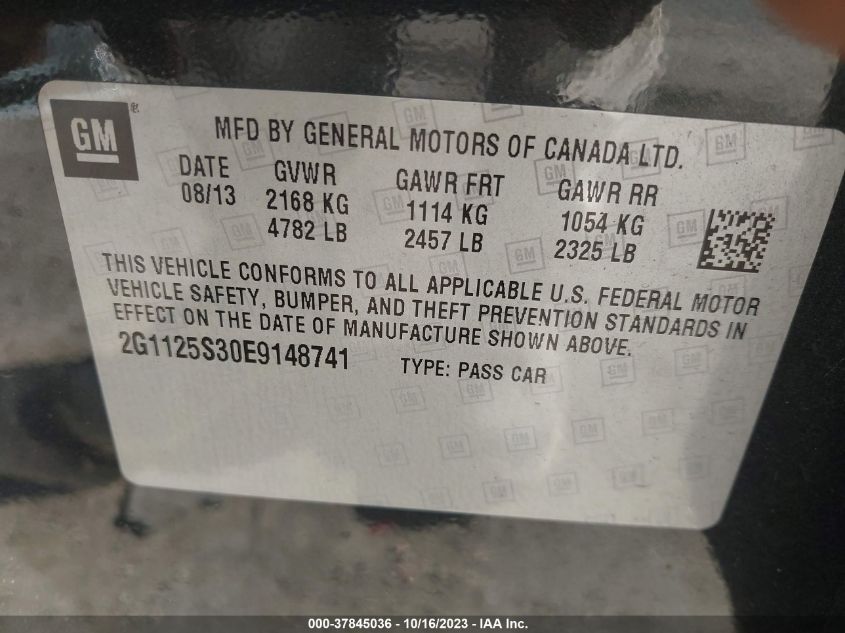 GM
MFD BY GENERAL MOTORS OF CANADA LTD.
DATE GVWR GAWR FRT GAWR RR
08/13 2168 KG 1114 KG 1054 KG
4782 LB 2457 LB 2325 LB
THIS VEHICLE CONFORMS TO ALL APPLICABLE U.S. FEDERAL MOTOR
VEHICLE SAFETY, BUMPER, AND THEFT PREVENTION STANDARDS IN
EFFECT ON THE DATE OF MANUFACTURE SHOWN ABOVE.
2G1125S30E9148741 TYPE: PASS CAR
000-37845036 - 10/16/2023 - IAA Inc.